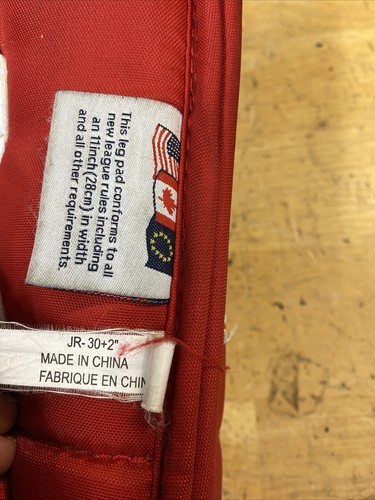 This leg pad conforms to all
new league rules including
an 11inch(28cm) in width
and all other requirements.
JR- 30+2"
MADE IN CHINA
FABRIQUE EN CHIN